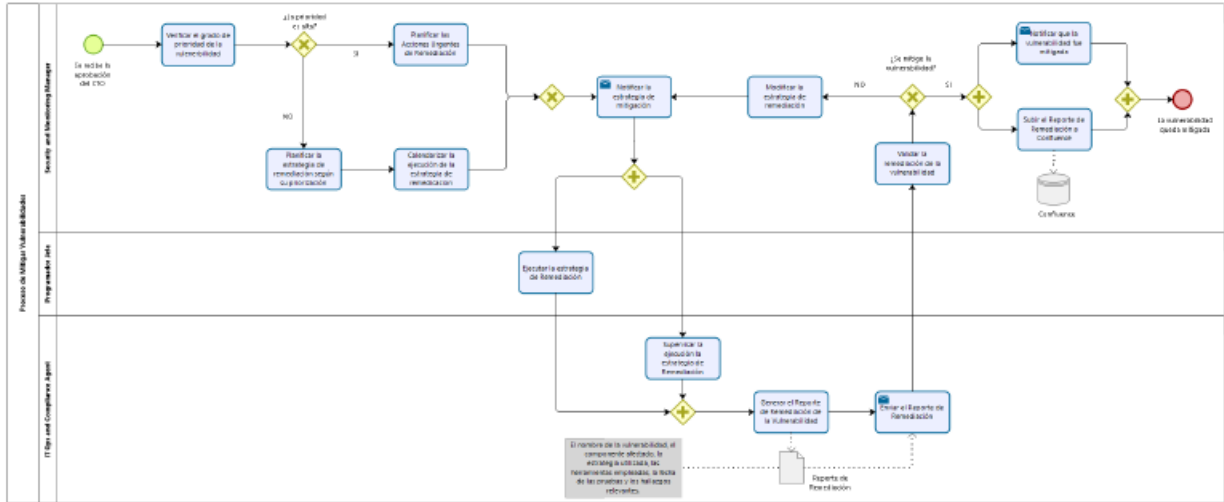 Proceso de Mitigar Vulnerabilidades
Security and Monitoring Manager
Se recibe la
aprobación
del CTO
Verificar el grado de
prioridad de la
vulnerabilidad
¿La prioridad
es alta?
SI
NO
Planificar las
Acciones Urgentes
de Remediación
Planificar la
estrategia de
remediación según
su priorización
Calendarizar la
ejecución de la
estrategia de
remedicación
Notificar la
estrategia de
mitigación
Modificar la
estrategia de
remediación
NO
¿Se mitiga la
vulnerabilidad?
SI
Validar la
remediación de la
vulnerabilidad
Notificar que la
vulnerabilidad fue
mitigada
Subir el Reporte de
Remediación a
Confluence
Confluence
La vulnerabilidad
queda mitigada
Programador Jefe
Ejecutar la estrategia
de Remediación
IT Ops and Compliance Agent
Supervisar la
ejecución la
estrategia de
Remediación
Generar el Reporte
de Remediación de
la Vulnerabilidad
Enviar el Reporte de
Remediación
El nombre de la vulnerabilidad, el
componente afectado, la
estrategia utilizada, las
herramientas empleadas, la fecha
de las pruebas y los hallazgos
relevantes.
Reporte de
Remediación